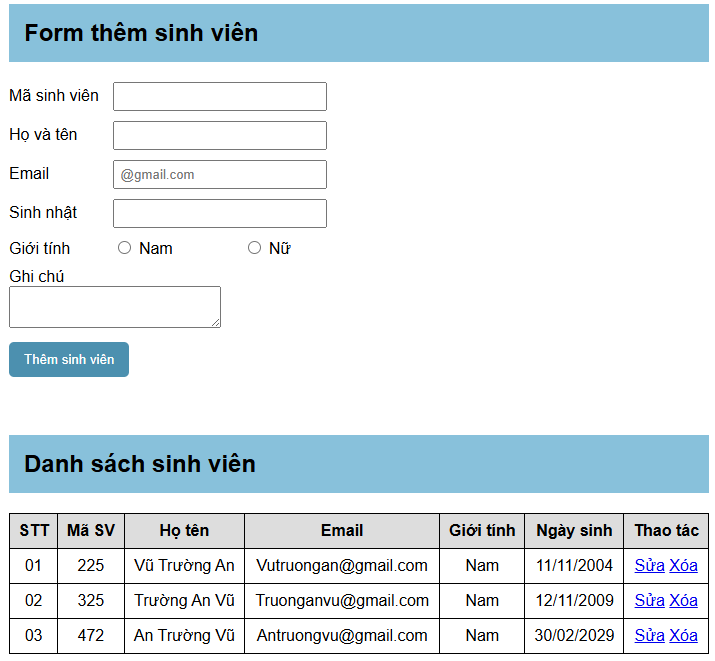 Form thêm sinh viên
Mã sinh viên
Họ và tên
Email @gmail.com
Sinh nhật
Giới tính Nam Nữ
Ghi chú
Thêm sinh viên
Danh sách sinh viên
STT Mã SV Họ tên Email Giới tính Ngày sinh Thao tác
01 225 Vũ Trường An Vutruongan@gmail.com Nam 11/11/2004 Sửa Xóa
02 325 Trường An Vũ Truonganvu@gmail.com Nam 12/11/2009 Sửa Xóa
03 472 An Trường Vũ Antruongvu@gmail.com Nam 30/02/2029 Sửa Xóa